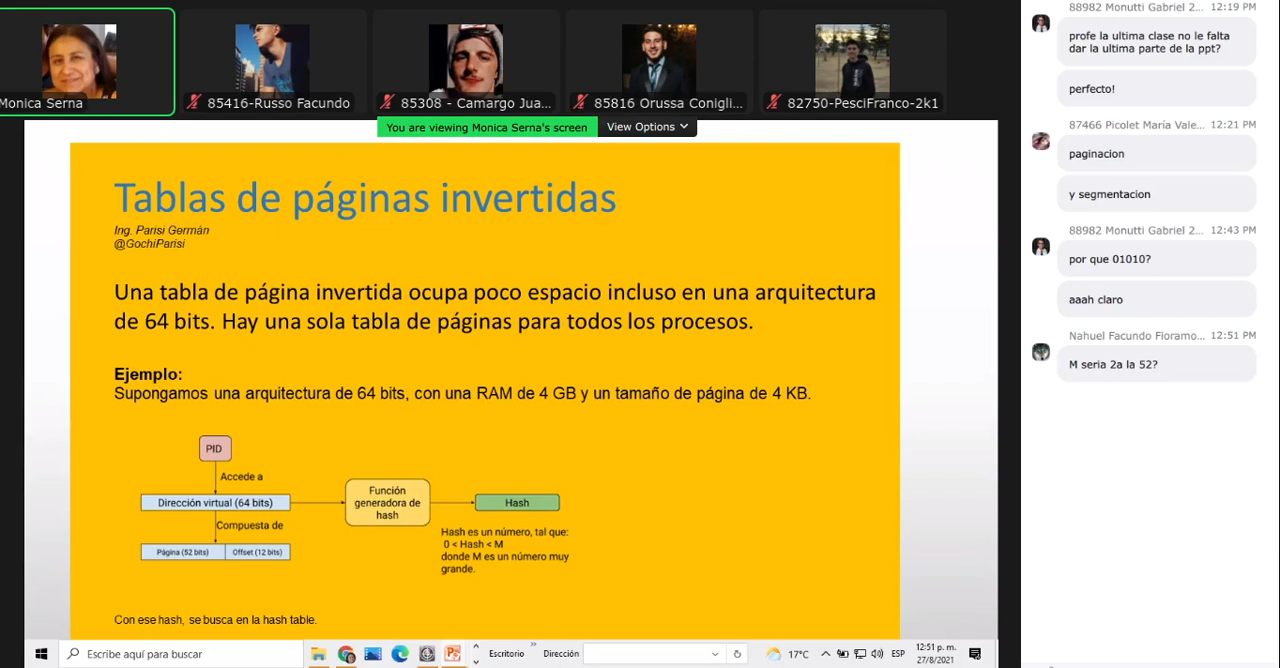 Monica Serna
85416-Russo Facundo
85308 - Camargo Jua...
85816 Orussa Conigli...
82750-PesciFranco-2k1
You are viewing Monica Serna's screen
View Options
Tablas de páginas invertidas
Ing. Parisi Germán
@GochiParisi
Una tabla de página invertida ocupa poco espacio incluso en una arquitectura
de 64 bits. Hay una sola tabla de páginas para todos los procesos.
Ejemplo:
Supongamos una arquitectura de 64 bits, con una RAM de 4 GB y un tamaño de página de 4 KB.
PID
Accede a
Dirección virtual (64 bits)
Función
generadora de
hash
Hash
Compuesta de
Página (52 bits)
Offset (12 bits)
Hash es un número, tal que:
0 < Hash < M
donde M es un número muy
grande.
Con ese hash, se busca en la hash table.
Escribe aquí para buscar
Escritorio
Dirección
17°C
ESP
12:51 p. m.
27/8/2021
88982 Monutti Gabriel 2... 12:19 PM
profe la ultima clase no le falta
dar la ultima parte de la ppt?
perfecto!
87466 Picolet María Vale... 12:21 PM
paginacion
y segmentacion
88982 Monutti Gabriel 2... 12:43 PM
por que 01010?
aaah claro
Nahuel Facundo Fioramo... 12:51 PM
M seria 2a la 52?